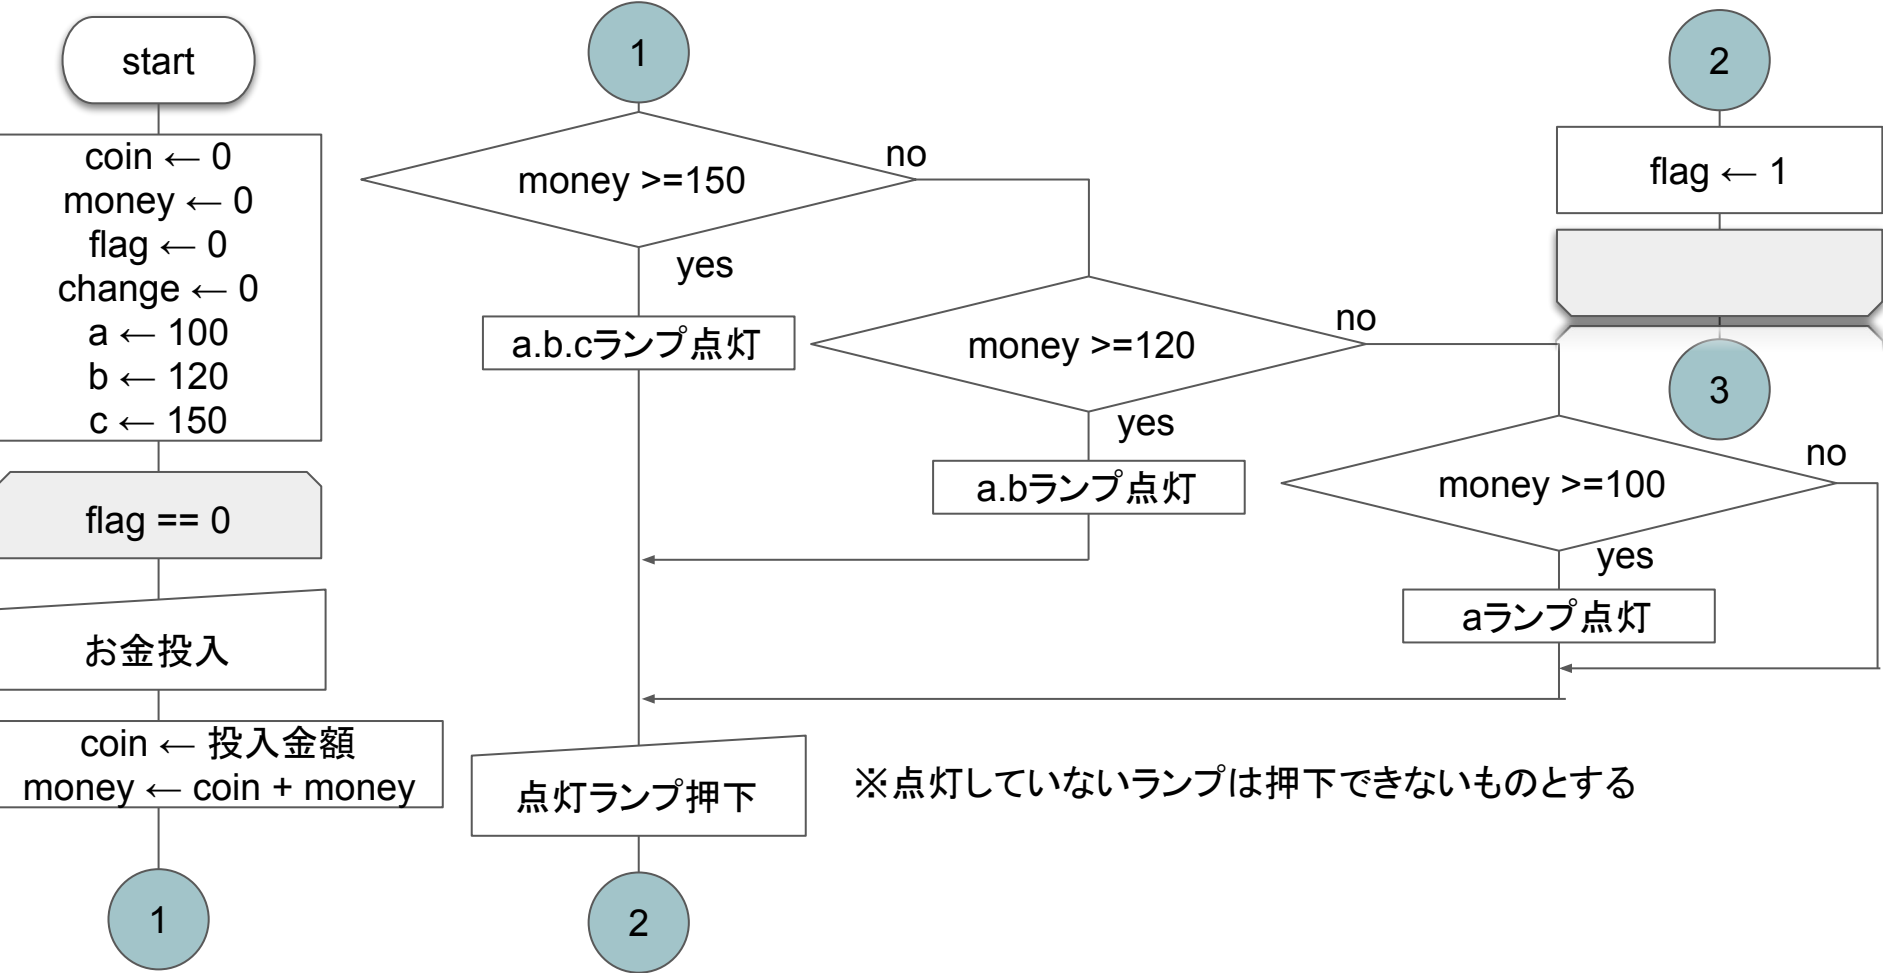 start
coin ← 0
money ← 0
flag ← 0
change ← 0
a ← 100
b ← 120
c ← 150
flag == 0
お金投入
coin ← 投入金額
money ← coin + money
1
1
money >=150
no
yes
a.b.cランプ点灯
money >=120
no
yes
a.bランプ点灯
money >=100
no
yes
aランプ点灯
点灯ランプ押下
※点灯していないランプは押下できないものとする
2
2
flag ← 1
3